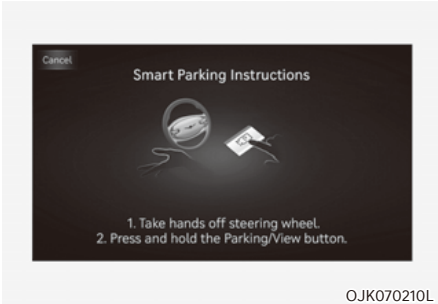 Cancel
Smart Parking Instructions
1. Take hands off steering wheel.
2. Press and hold the Parking/View button.
OJK070210L